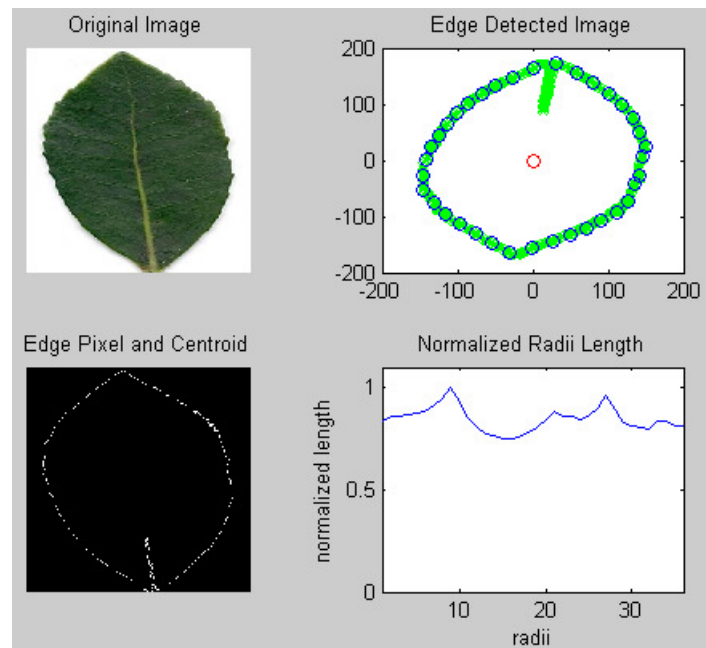 Original Image
Edge Detected Image
200
100
0
-100
-200
-200 -100 0 100 200
Edge Pixel and Centroid
Normalized Radii Length
normalized length
1
0.5
0
10 20 30
radii